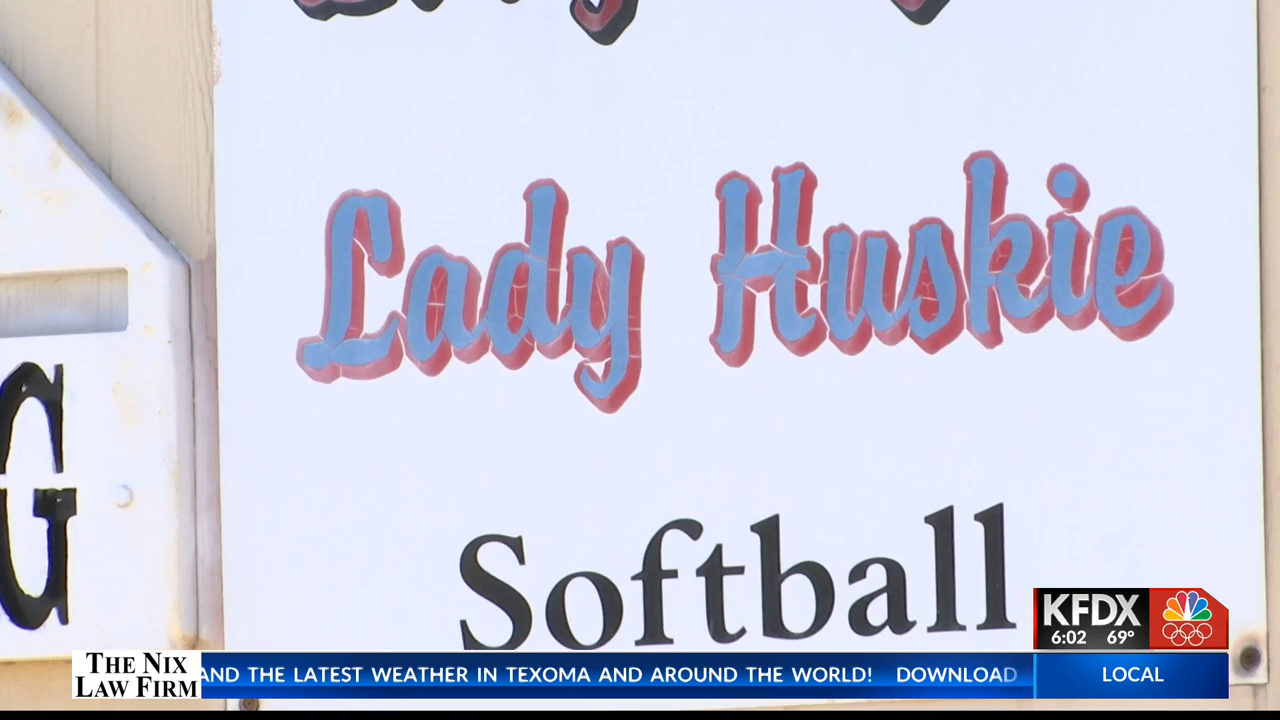 Lady Huskie
G
Softball
KFDX
6:02 69°
THE NIX
LAW FIRM
AND THE LATEST WEATHER IN TEXOMA AND AROUND THE WORLD! DOWNLOAD
LOCAL